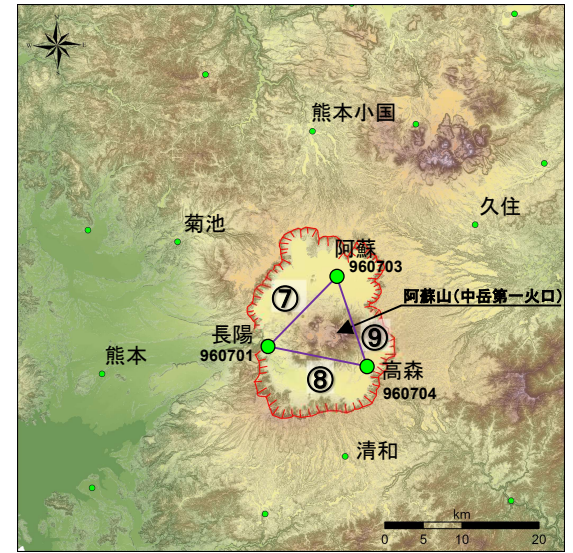 熊本小国
久住
菊池
阿蘇
960703
⑦
阿蘇山（中岳第一火口）
長陽
960701
⑨
熊本
⑧
高森
960704
清和
km
0 5 10 20